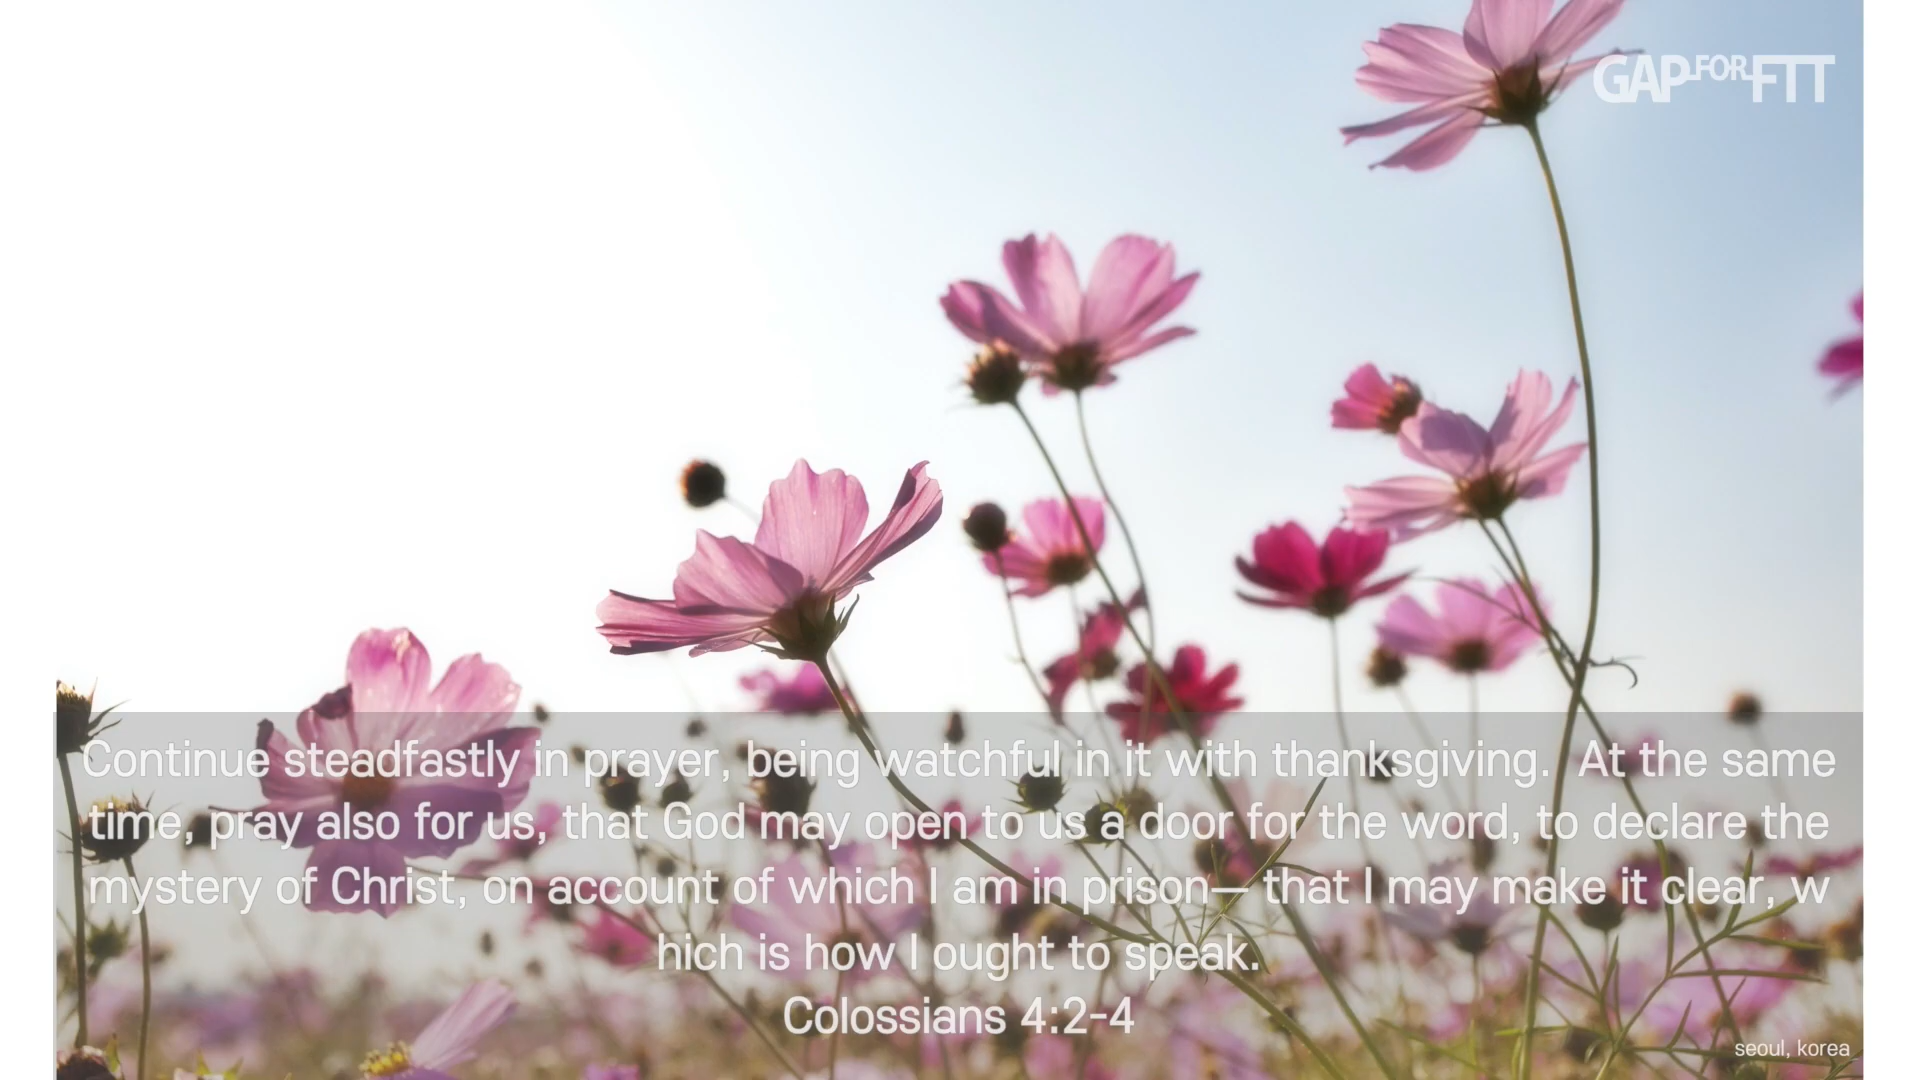 GAP FOR FTT
Continue steadfastly in prayer, being watchful in it with thanksgiving.  At the same
time, pray also for us, that God may open to us a door for the word, to declare the
mystery of Christ, on account of which I am in prison— that I may make it clear, w
hich is how I ought to speak.
Colossians 4:2-4
seoul, korea